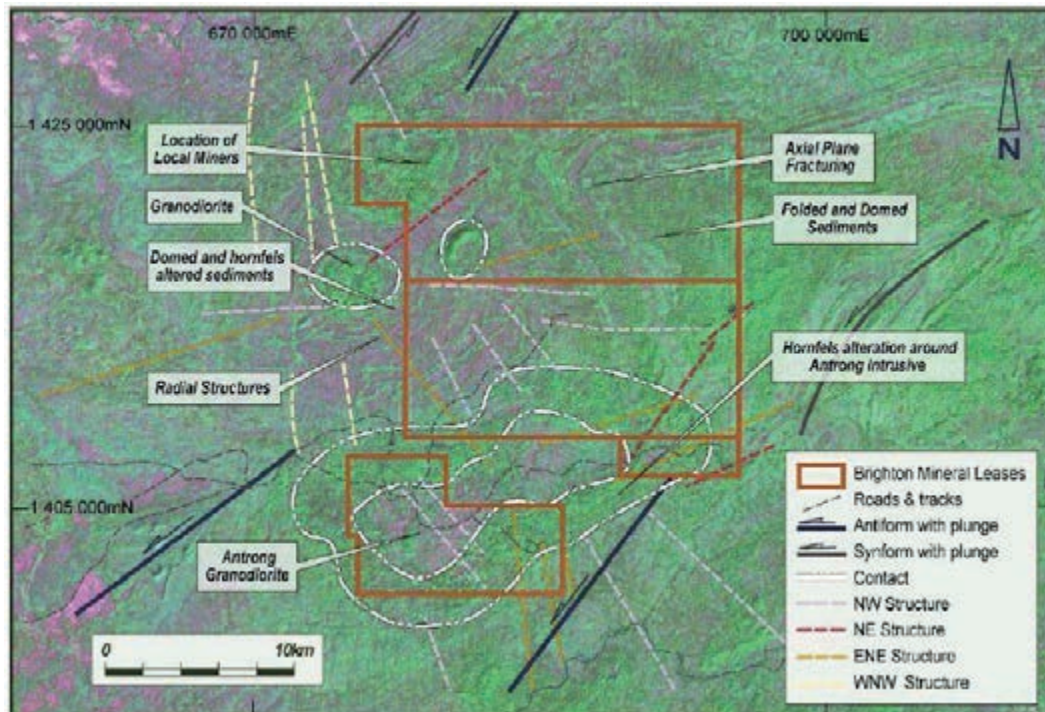 670 000mE
700 000mE
1 425 000mN
Location of
Local Miners
Axial Plane
Fracturing
N
Granodiorite
Folded and Domed
Sediments
Domed and hornfels
altered sediments
Hornfels alteration around
Antrong Intrusive
Radial Structures
Brighton Mineral Leases
Roads & tracks
1 405 000mN
Antiform with plunge
Synform with plunge
Antrong
Granodiorite
Contact
NW Structure
NE Structure
0
10km
ENE Structure
WNW Structure